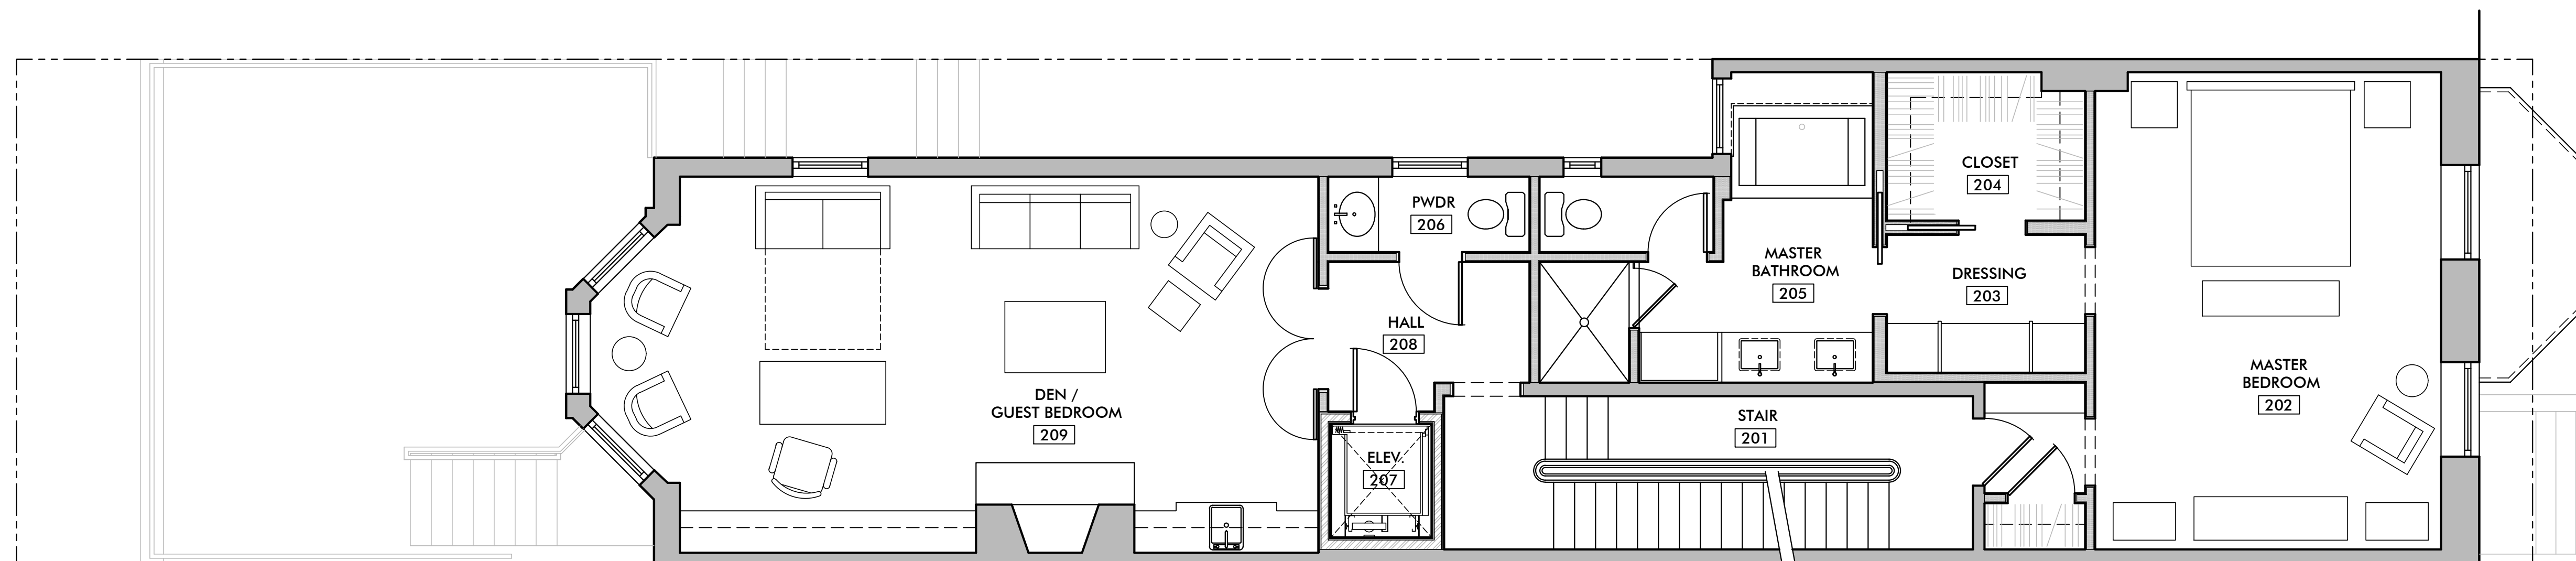 PWDR
206
CLOSET
204
MASTER
BATHROOM
205
DRESSING
203
HALL
208
DEN /
GUEST BEDROOM
209
MASTER
BEDROOM
202
STAIR
201
ELEV.
207